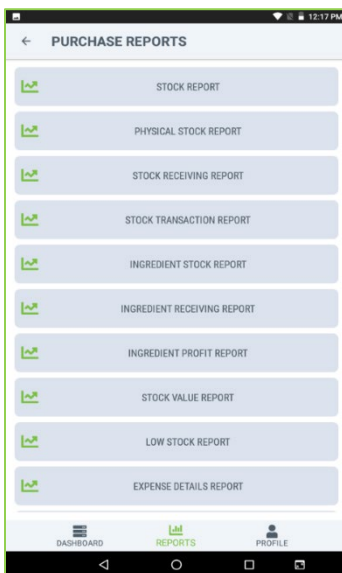 12:17 PM
PURCHASE REPORTS
STOCK REPORT
PHYSICAL STOCK REPORT
STOCK RECEIVING REPORT
STOCK TRANSACTION REPORT
INGREDIENT STOCK REPORT
INGREDIENT RECEIVING REPORT
INGREDIENT PROFIT REPORT
STOCK VALUE REPORT
LOW STOCK REPORT
EXPENSE DETAILS REPORT
DASHBOARD REPORTS PROFILE